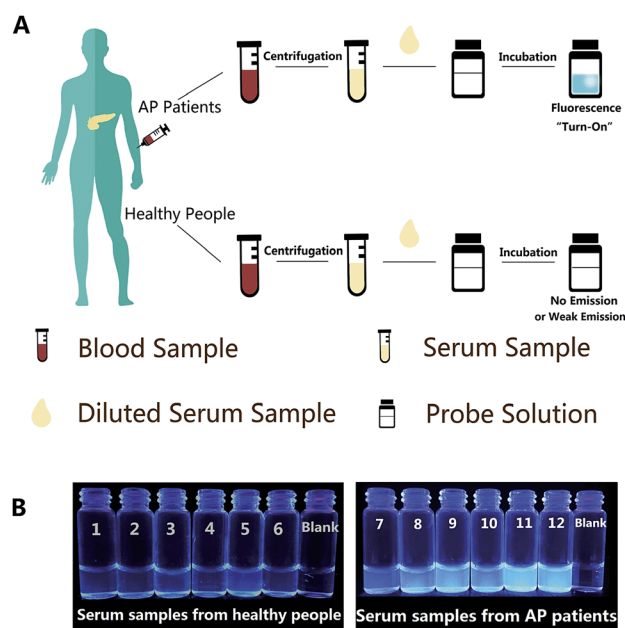 A
AP Patients
Centrifugation
Incubation
Fluorescence
"Turn-On"
Healthy People
Centrifugation
Incubation
No Emission
or Weak Emission
Blood Sample
Serum Sample
Diluted Serum Sample
Probe Solution
B
1 2 3 4 5 6 Blank
Serum samples from healthy people
7 8 9 10 11 12 Blank
Serum samples from AP patients